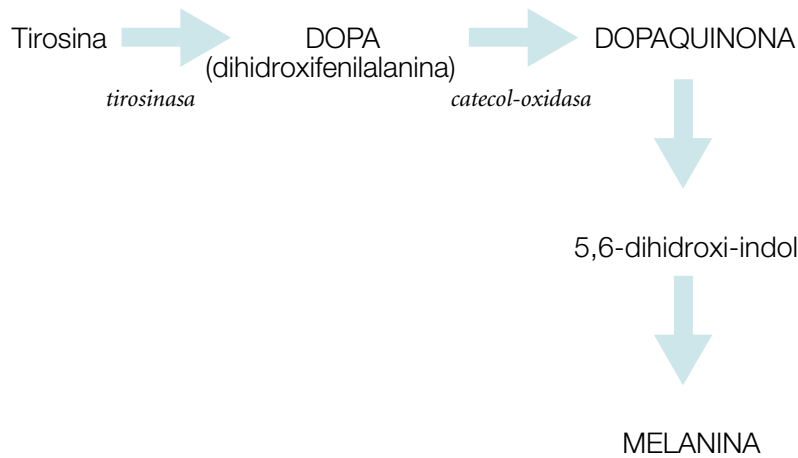 Tirosina
DOPA
(dihidroxifenilalanina)
DOPAQUINONA
tirosinasa
catecol-oxidasa
5,6-dihidroxi-indol
MELANINA